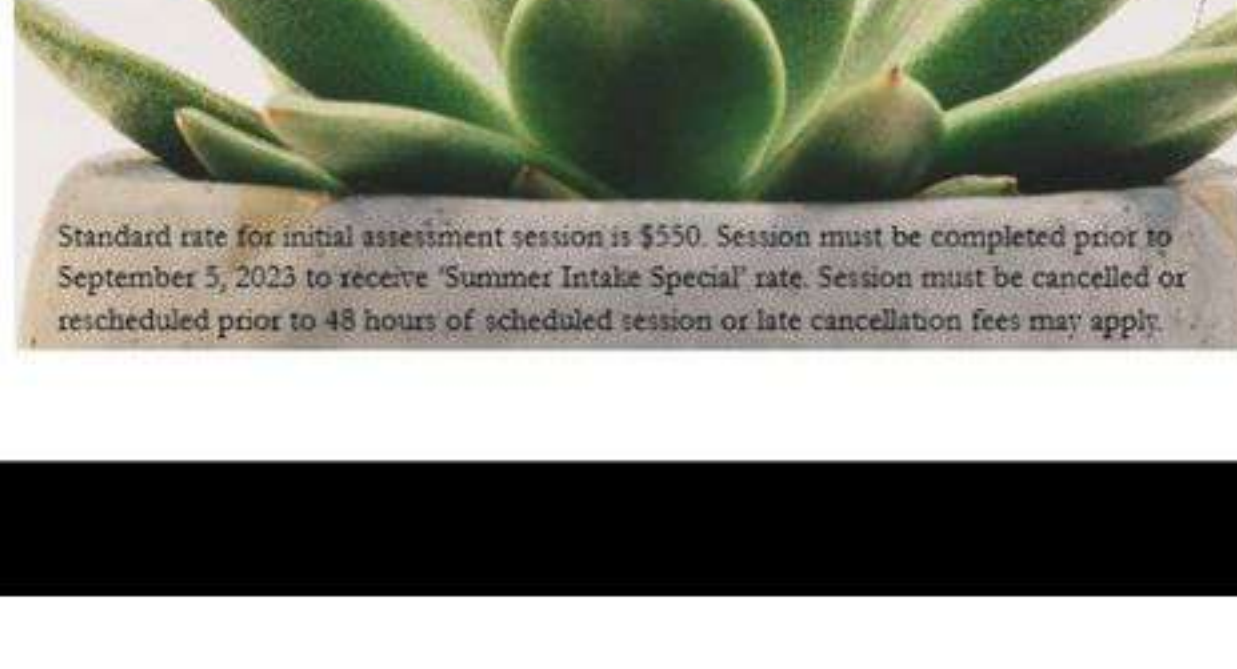 Standard rate for initial assessment session is $550. Session must be completed prior to
September 5, 2023 to receive 'Summer Intake Special' rate. Session must be cancelled or
rescheduled prior to 48 hours of scheduled session or late cancellation fees may apply.